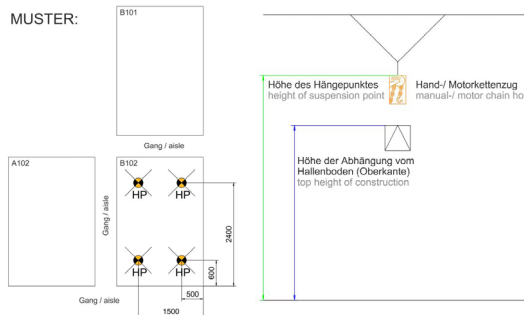 MUSTER:
B101
Gang / aisle
A102
Gang / aisle
Gang / aisle
B102
HP
HP
HP
HP
2400
600
500
1500
Höhe des Hängepunktes
height of suspension point
Hand-/ Motorkettenzug
manual-/ motor chain ho
Höhe der Abhängung vom
Hallenboden (Oberkante)
top height of construction